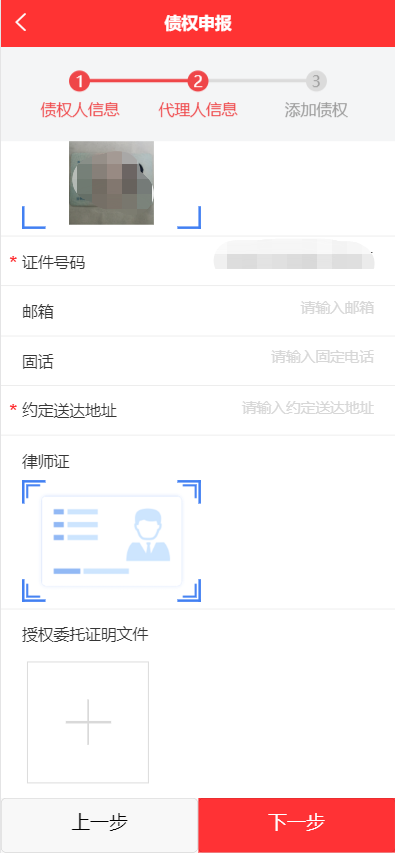 债权申报
1 2 3
债权人信息 代理人信息 添加债权
* 证件号码
邮箱 请输入邮箱
固话 请输入固定电话
* 约定送达地址 请输入约定送达地址
律师证
授权委托证明文件
上一步 下一步